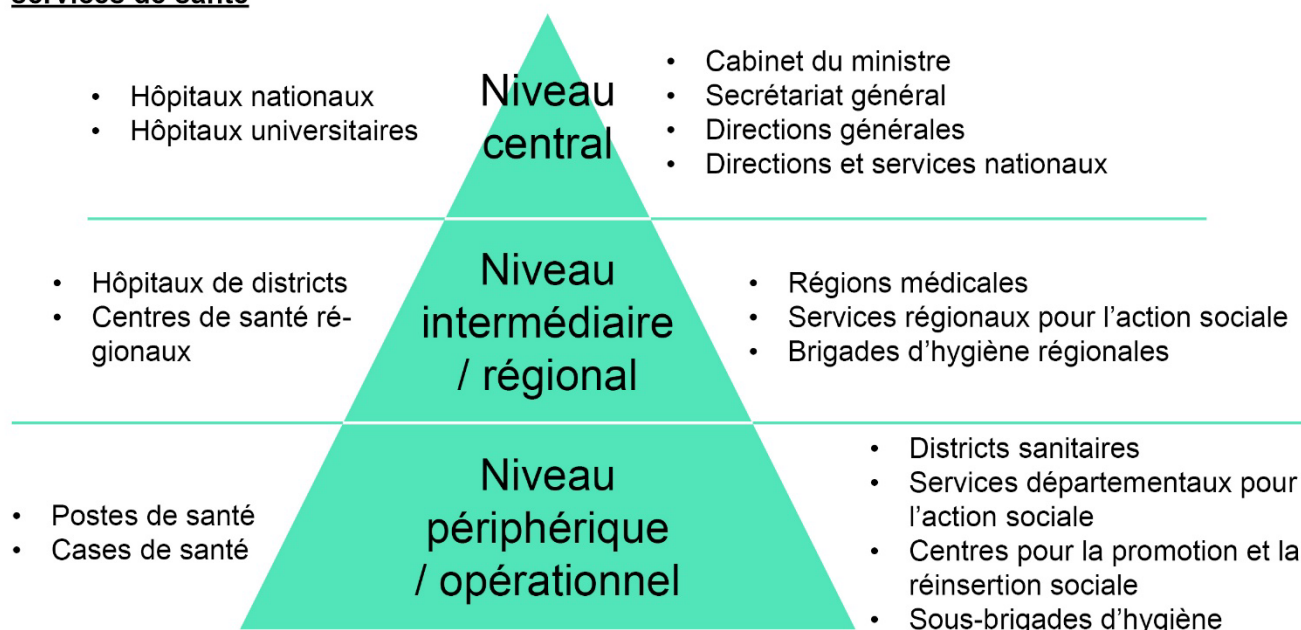 services de santé
• Hôpitaux nationaux
• Hôpitaux universitaires
Niveau
central
• Cabinet du ministre
• Secrétariat général
• Directions générales
• Directions et services nationaux
• Hôpitaux de districts
• Centres de santé ré-
gionaux
Niveau
intermédiaire
/ régional
• Régions médicales
• Services régionaux pour l'action sociale
• Brigades d'hygiène régionales
• Postes de santé
• Cases de santé
Niveau
périphérique
/ opérationnel
• Districts sanitaires
• Services départementaux pour
l'action sociale
• Centres pour la promotion et la
réinsertion sociale
• Sous-brigades d'hygiène